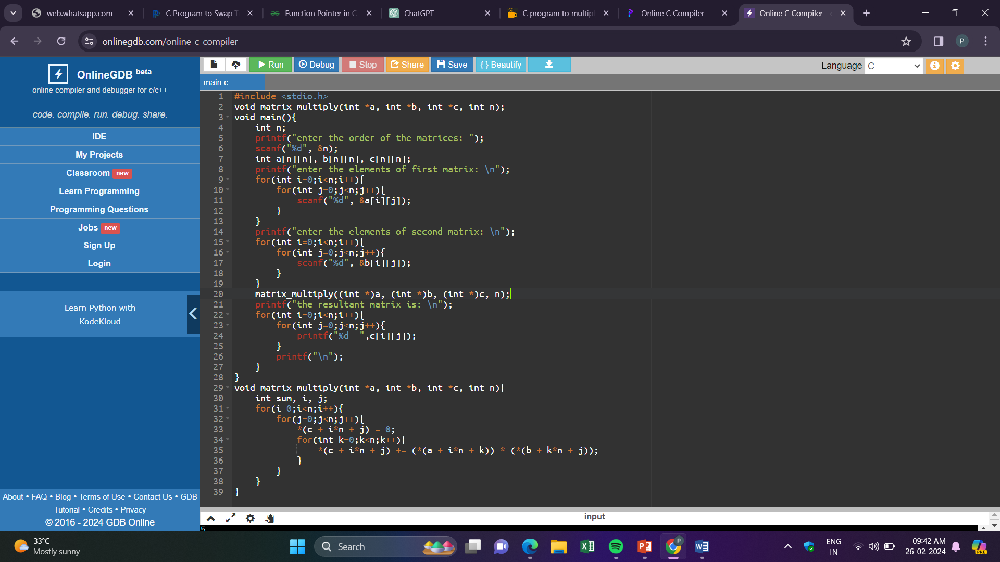 web.whatsapp.com
C Program to Swap T
Function Pointer in C
ChatGPT
C program to multipl
Online C Compiler
Online C Compiler -
onlinegdb.com/online_c_compiler
P
OnlineGDB beta
online compiler and debugger for c/c++
code. compile. run. debug. share.
IDE
My Projects
Classroom new
Learn Programming
Programming Questions
Jobs new
Sign Up
Login
Learn Python with
KodeKloud
About • FAQ • Blog • Terms of Use • Contact Us • GDB
Tutorial • Credits • Privacy
© 2016 - 2024 GDB Online
Run Debug Stop Share Save { } Beautify
Language C
main.c
1 #include <stdio.h>
2 void matrix_multiply(int *a, int *b, int *c, int n);
3 void main(){
4     int n;
5     printf("enter the order of the matrices: ");
6     scanf("%d", &n);
7     int a[n][n], b[n][n], c[n][n];
8     printf("enter the elements of first matrix: \n");
9     for(int i=0;i<n;i++){
10         for(int j=0;j<n;j++){
11             scanf("%d", &a[i][j]);
12         }
13     }
14     printf("enter the elements of second matrix: \n");
15     for(int i=0;i<n;i++){
16         for(int j=0;j<n;j++){
17             scanf("%d", &b[i][j]);
18         }
19     }
20     matrix_multiply((int *)a, (int *)b, (int *)c, n);
21     printf("the resultant matrix is: \n");
22     for(int i=0;i<n;i++){
23         for(int j=0;j<n;j++){
24             printf("%d  ",c[i][j]);
25         }
26         printf("\n");
27     }
28 }
29 void matrix_multiply(int *a, int *b, int *c, int n){
30     int sum, i, j;
31     for(i=0;i<n;i++){
32         for(j=0;j<n;j++){
33             *(c + i*n + j) = 0;
34             for(int k=0;k<n;k++){
35                 *(c + i*n + j) += (*(a + i*n + k)) * (*(b + k*n + j));
36             }
37         }
38     }
39 }
input
5
33°C
Mostly sunny
Search
P
PRE
ENG
IN
09:42 AM
26-02-2024